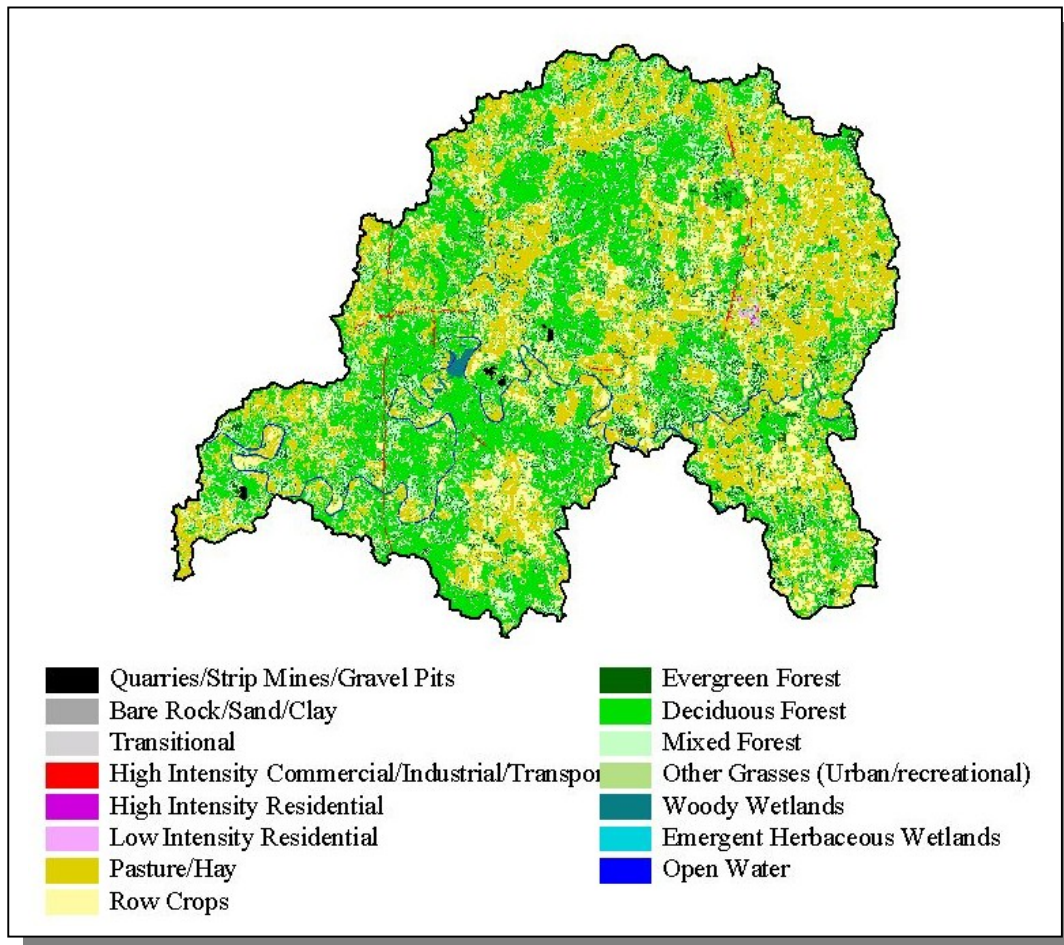 Quarries/Strip Mines/Gravel Pits
Bare Rock/Sand/Clay
Transitional
High Intensity Commercial/Industrial/Transpor
High Intensity Residential
Low Intensity Residential
Pasture/Hay
Row Crops
Evergreen Forest
Deciduous Forest
Mixed Forest
Other Grasses (Urban/recreational)
Woody Wetlands
Emergent Herbaceous Wetlands
Open Water